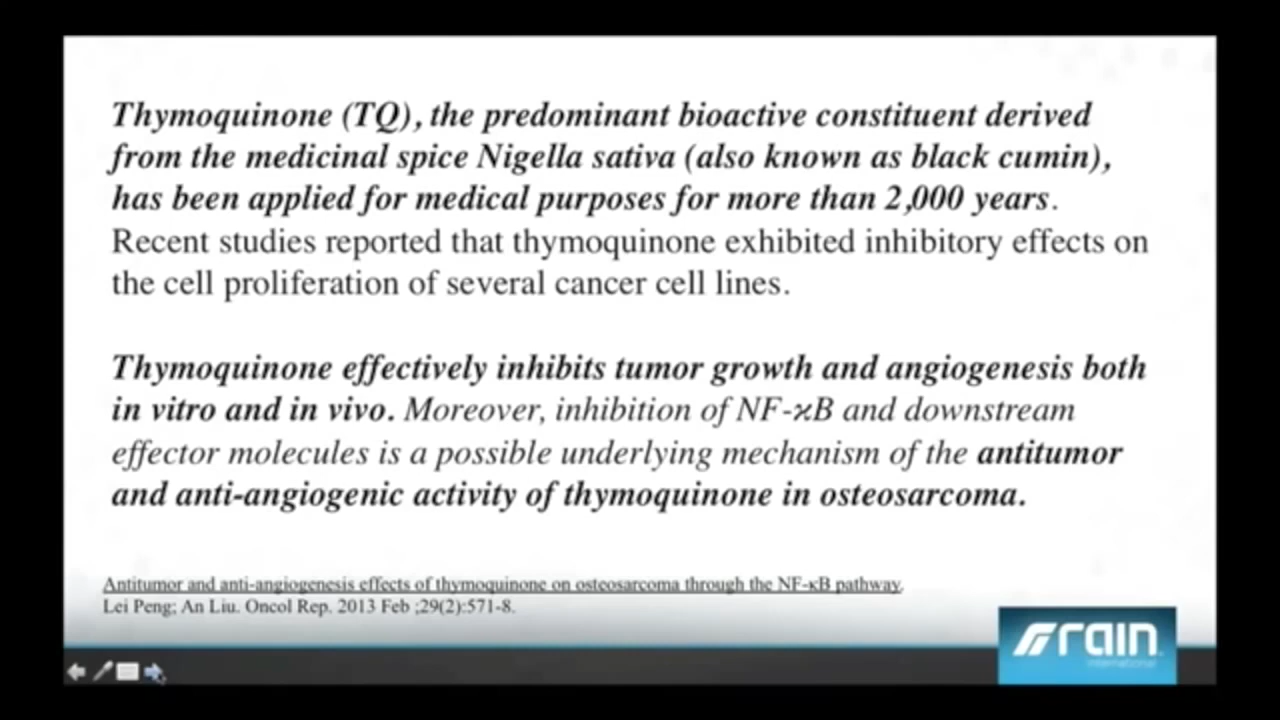 Thymoquinone (TQ), the predominant bioactive constituent derived
from the medicinal spice Nigella sativa (also known as black cumin),
has been applied for medical purposes for more than 2,000 years.
Recent studies reported that thymoquinone exhibited inhibitory effects on
the cell proliferation of several cancer cell lines.
Thymoquinone effectively inhibits tumor growth and angiogenesis both
in vitro and in vivo. Moreover, inhibition of NF-ϰB and downstream
effector molecules is a possible underlying mechanism of the antitumor
and anti-angiogenic activity of thymoquinone in osteosarcoma.
Antitumor and anti-angiogenesis effects of thymoquinone on osteosarcoma through the NF-κB pathway.
Lei Peng; An Liu. Oncol Rep. 2013 Feb ;29(2):571-8.
rain
international